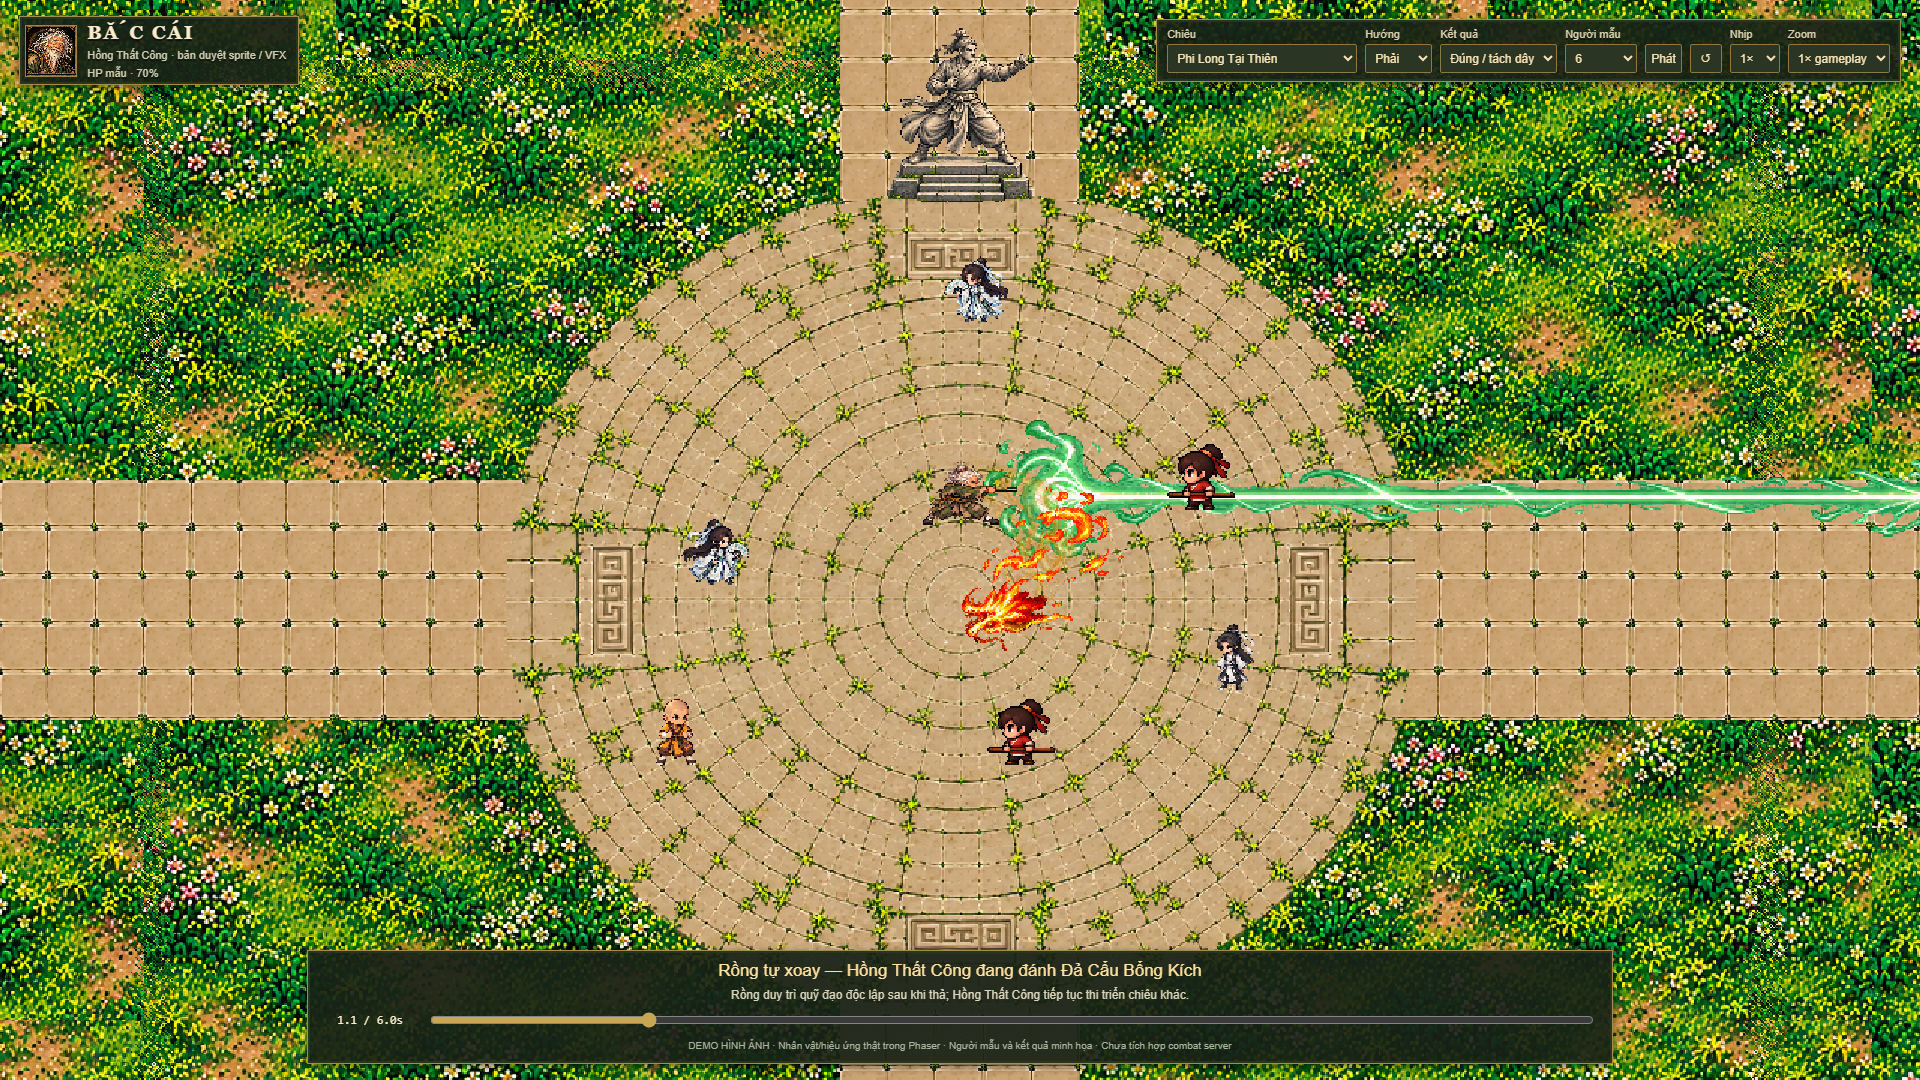 BẮC CÁI
Hồng Thất Công · bản duyệt sprite / VFX
HP mẫu · 70%
Chiêu
Hướng
Kết quả
Người mẫu
Nhịp
Zoom
Phi Long Tại Thiên
Phải
Đúng / tách dây
6
Phát
↺
1×
1× gameplay
Rồng tự xoay — Hồng Thất Công đang đánh Đả Cẩu Bổng Kích
Rồng duy trì quỹ đạo độc lập sau khi thả; Hồng Thất Công tiếp tục thi triển chiêu khác.
1.1 / 6.0s
DEMO HÌNH ẢNH · Nhân vật/hiệu ứng thật trong Phaser · Người mẫu và kết quả minh họa · Chưa tích hợp combat server